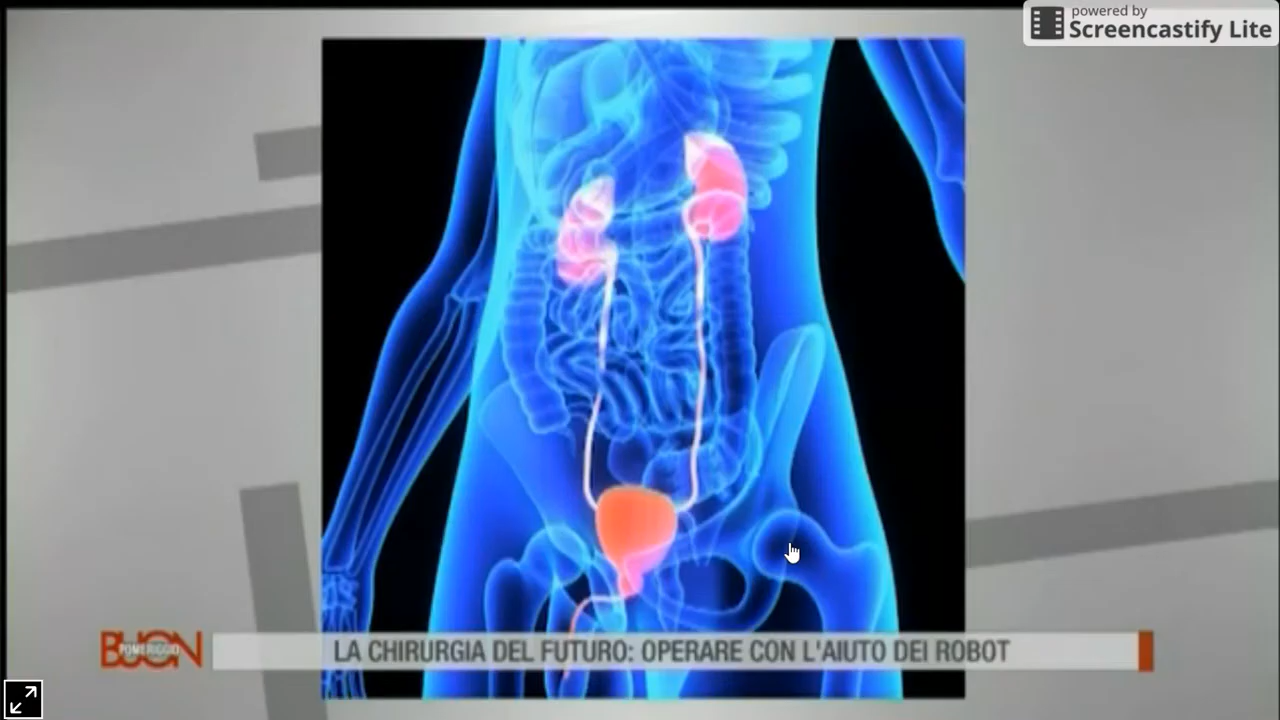 powered by
Screencastify Lite
BUON
POMERIGGIO
LA CHIRURGIA DEL FUTURO: OPERARE CON L'AIUTO DEI ROBOT